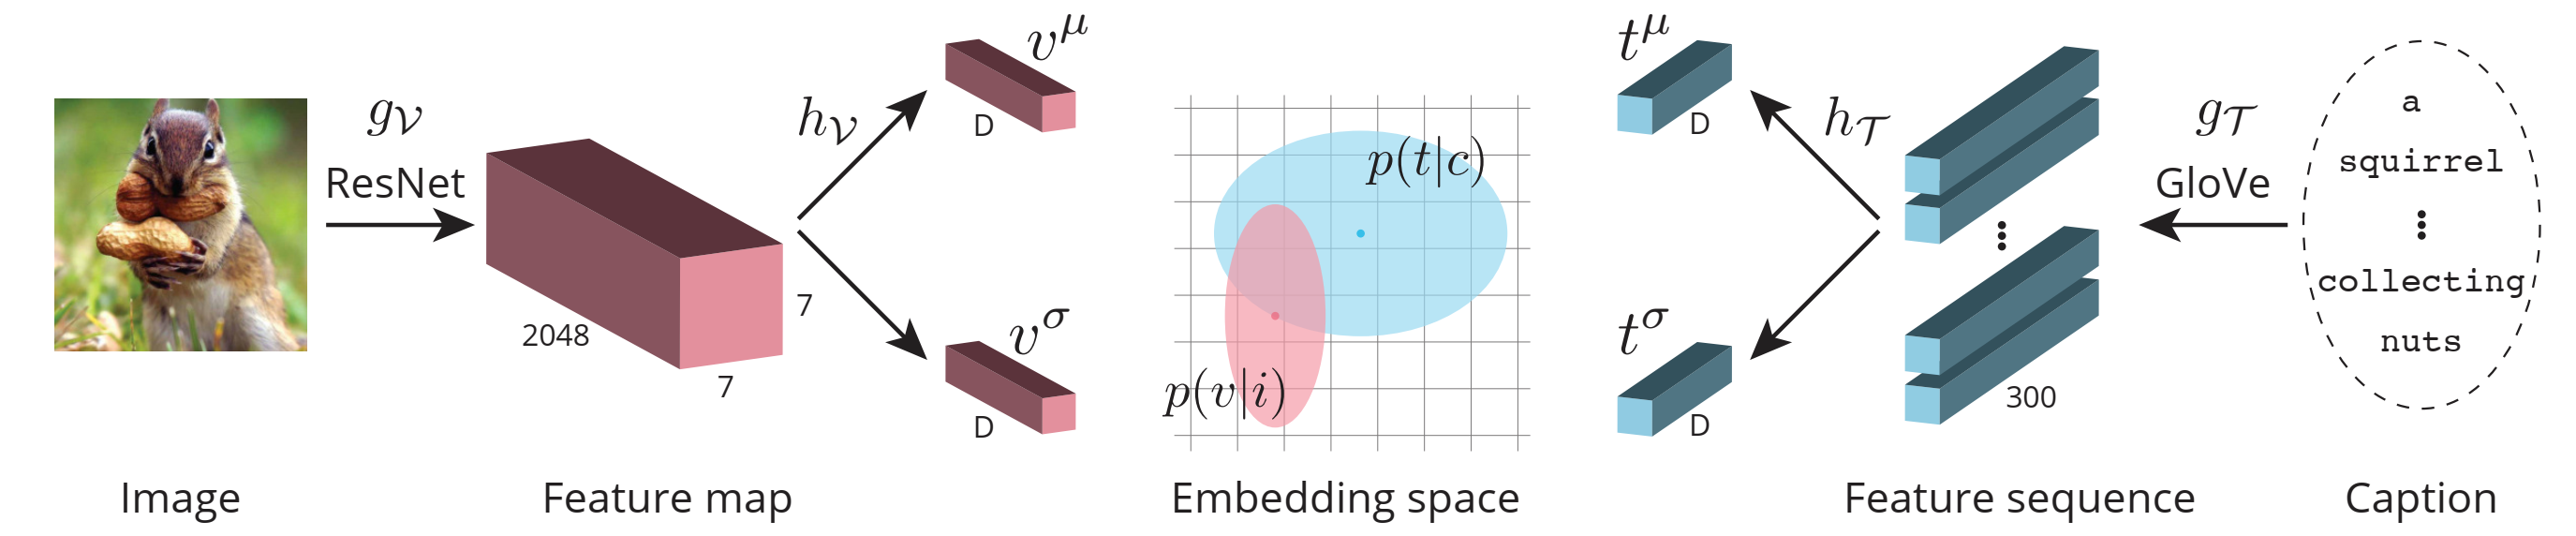 g𝒱
ResNet
2048
7
7
h𝒱
v^μ
D
v^σ
D
p(t|c)
p(v|i)
t^μ
D
t^σ
D
h𝒯
300
g𝒯
GloVe
a
squirrel
⋮
collecting
nuts
Image
Feature map
Embedding space
Feature sequence
Caption